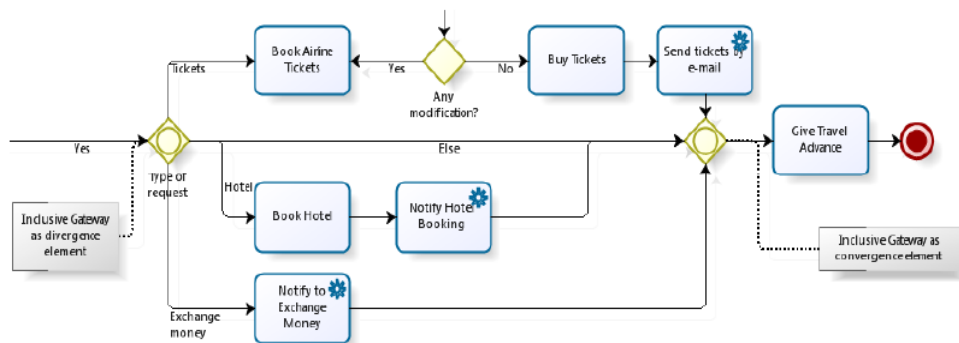 Book Airline
Tickets
Buy Tickets
Send tickets by
e-mail
Tickets
Yes
No
Any
modification?
Yes
Else
Give Travel
Advance
Type of
request
Hotel
Inclusive Gateway
as divergence
element
Book Hotel
Notify Hotel
Booking
Inclusive Gateway as
convergence element
Notify to
Exchange
Money
Exchange
money